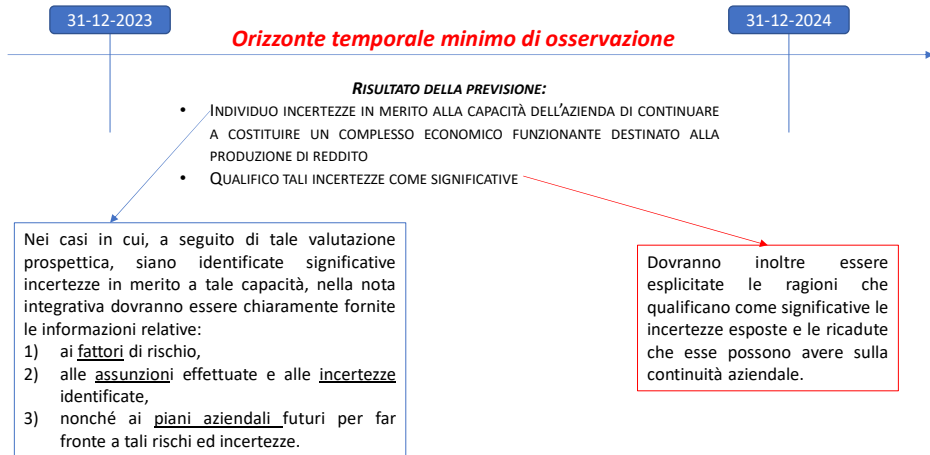 31-12-2023
31-12-2024
Orizzonte temporale minimo di osservazione
RISULTATO DELLA PREVISIONE:
• INDIVIDUO INCERTEZZE IN MERITO ALLA CAPACITÀ DELL'AZIENDA DI CONTINUARE
A COSTITUIRE UN COMPLESSO ECONOMICO FUNZIONANTE DESTINATO ALLA
PRODUZIONE DI REDDITO
• QUALIFICO TALI INCERTEZZE COME SIGNIFICATIVE
Nei casi in cui, a seguito di tale valutazione
prospettica, siano identificate significative
incertezze in merito a tale capacità, nella nota
integrativa dovranno essere chiaramente fornite
le informazioni relative:
1) ai fattori di rischio,
2) alle assunzioni effettuate e alle incertezze
identificate,
3) nonché ai piani aziendali futuri per far
fronte a tali rischi ed incertezze.
Dovranno inoltre essere
esplicitate le ragioni che
qualificano come significative le
incertezze esposte e le ricadute
che esse possono avere sulla
continuità aziendale.